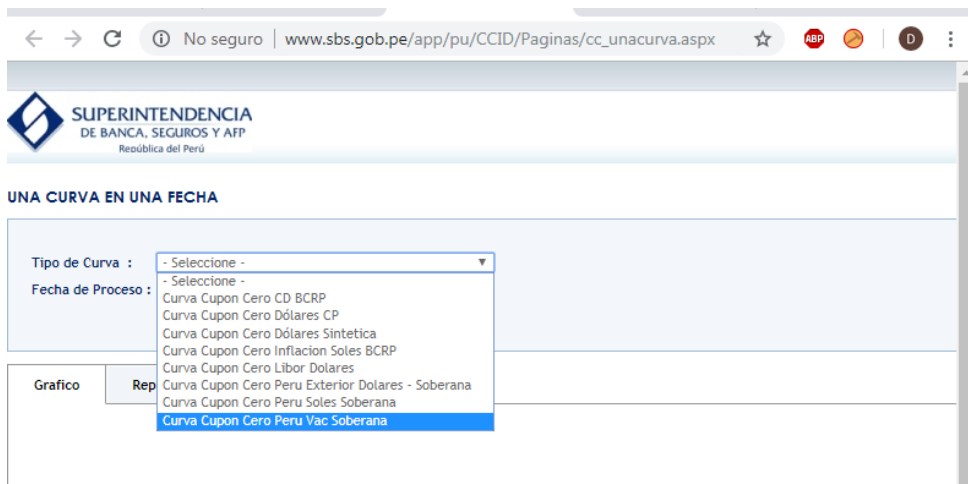 No seguro | www.sbs.gob.pe/app/pu/CCID/Paginas/cc_unacurva.aspx
ABP
D
SUPERINTENDENCIA
DE BANCA, SEGUROS Y AFP
República del Perú
UNA CURVA EN UNA FECHA
Tipo de Curva :
- Seleccione -
Fecha de Proceso :
- Seleccione -
Curva Cupon Cero CD BCRP
Curva Cupon Cero Dólares CP
Curva Cupon Cero Dólares Sintetica
Curva Cupon Cero Inflacion Soles BCRP
Curva Cupon Cero Libor Dolares
Curva Cupon Cero Peru Exterior Dolares - Soberana
Curva Cupon Cero Peru Soles Soberana
Curva Cupon Cero Peru Vac Soberana
Grafico
Rep